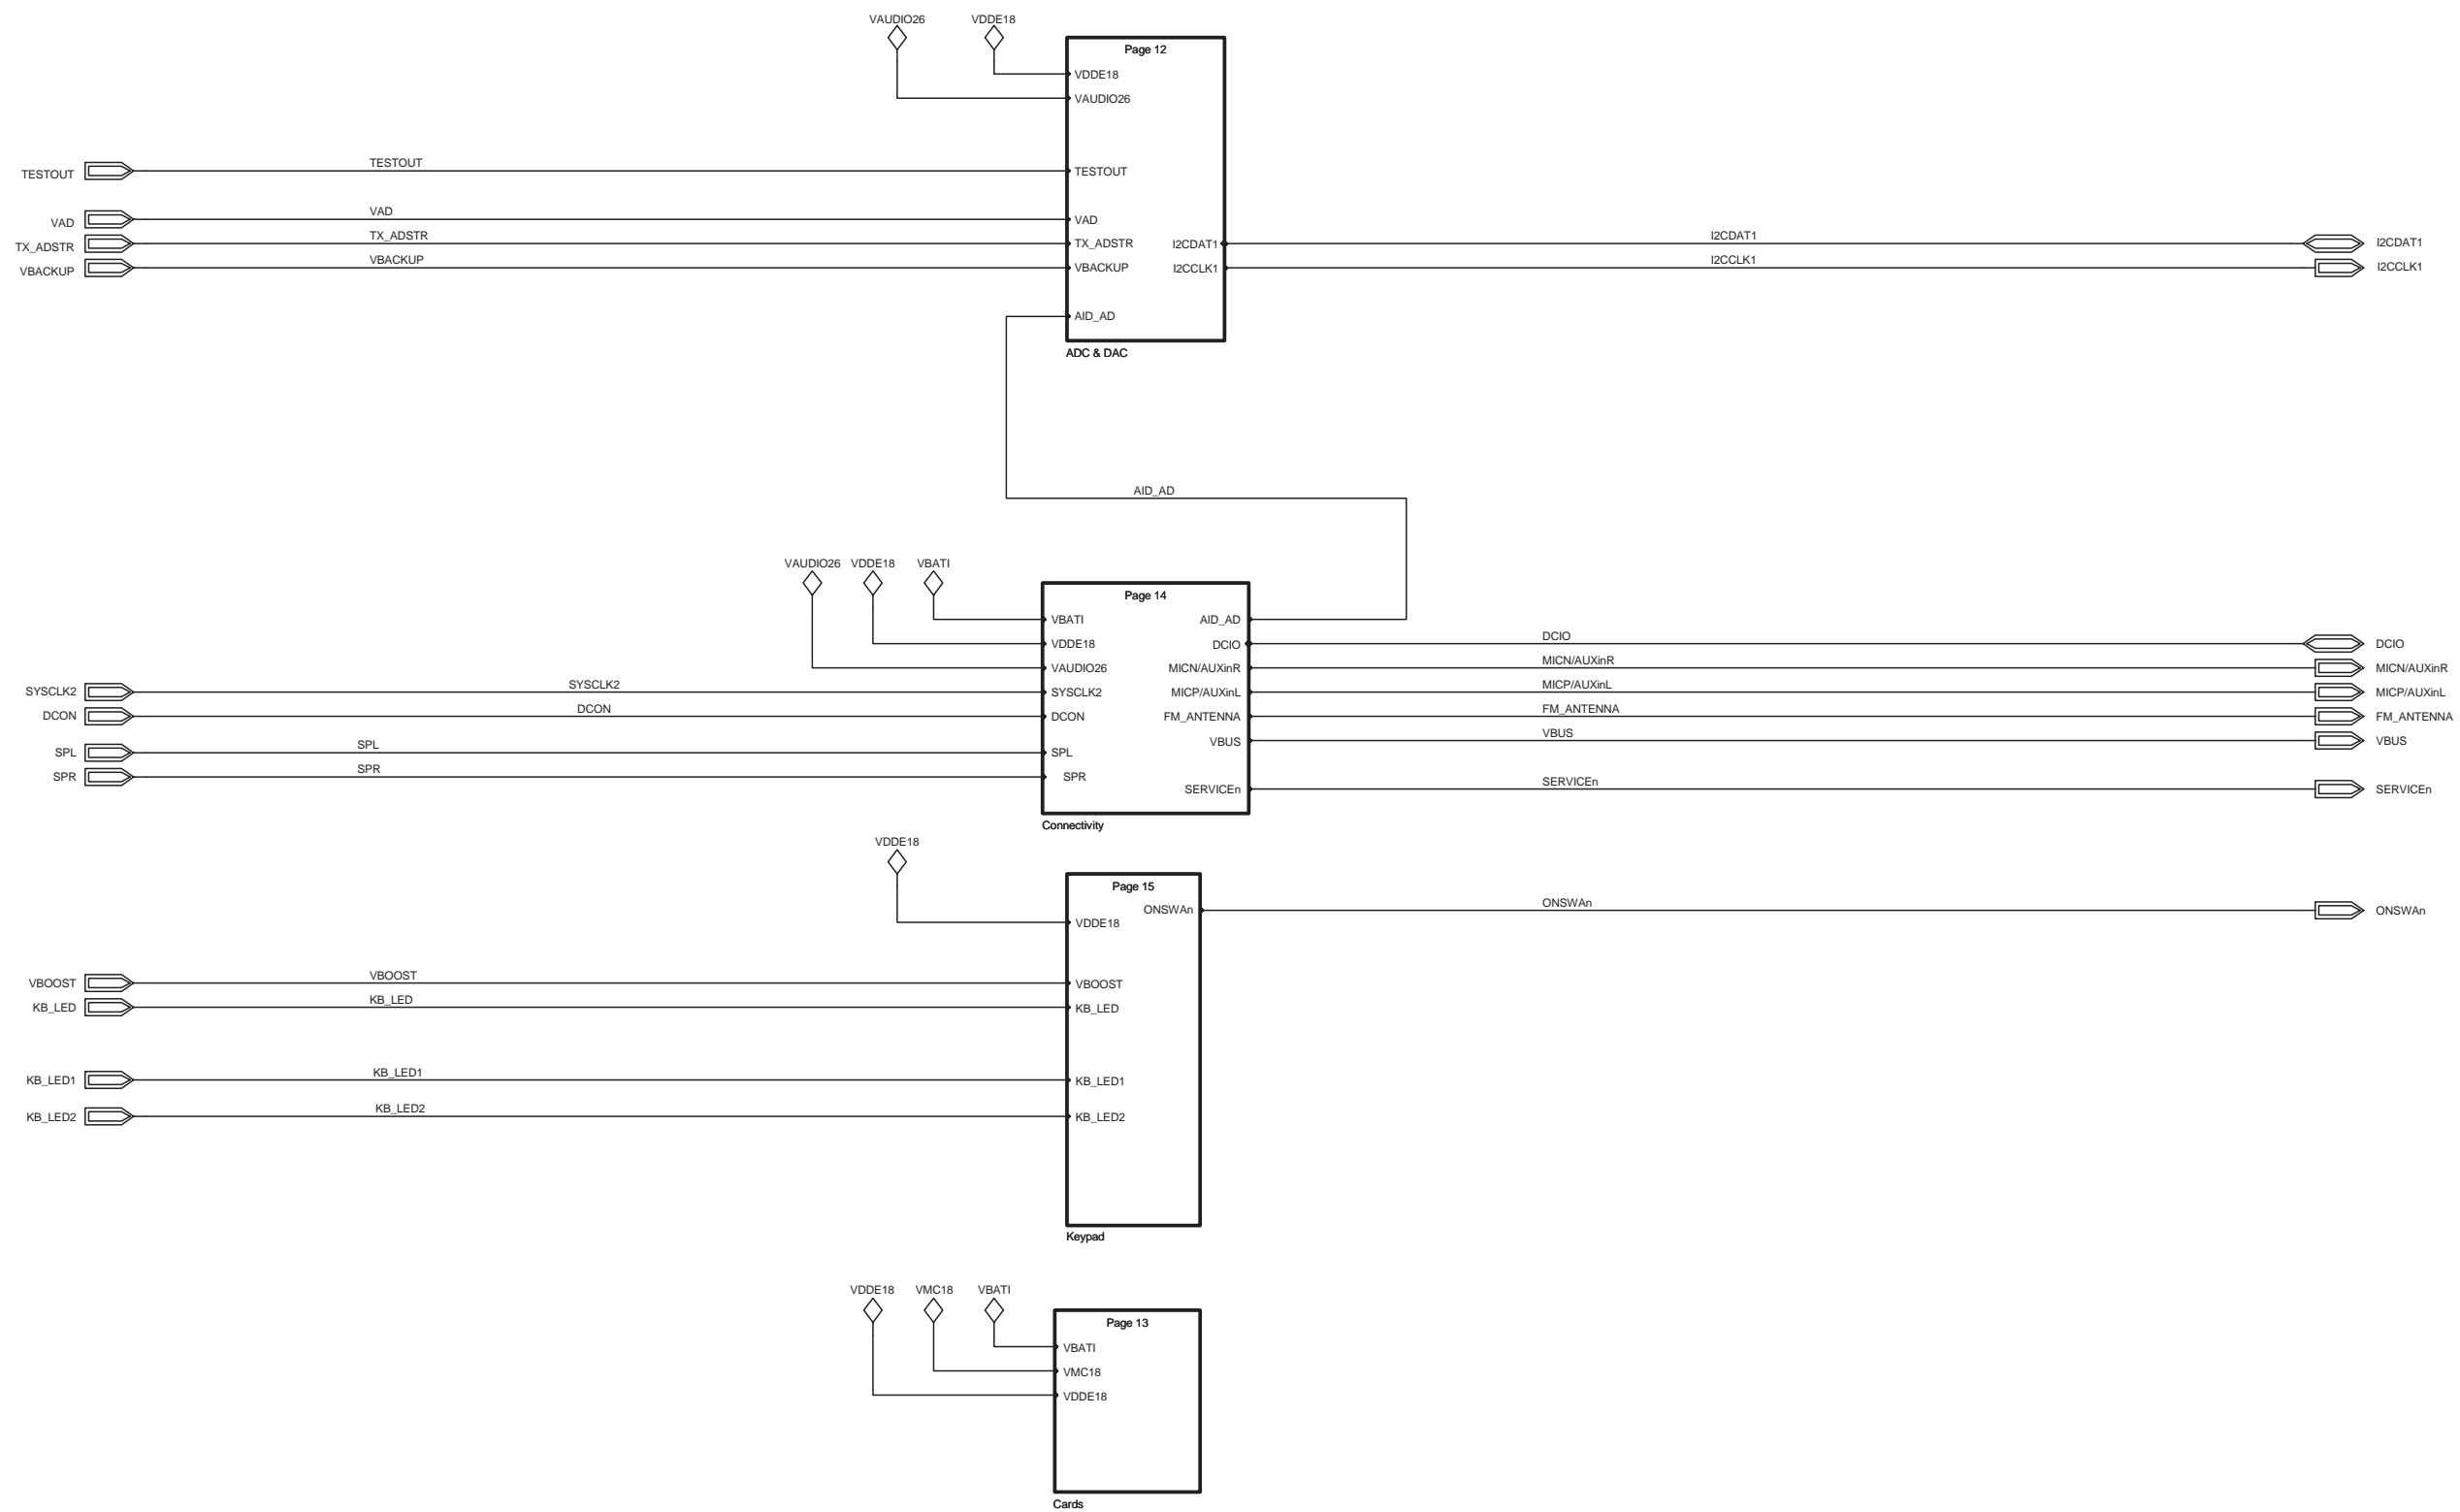 VAUDIO26 VDDE18
Page 12
VDDE18
VAUDIO26
TESTOUT TESTOUT TESTOUT
VAD VAD VAD
TX_ADSTR TX_ADSTR TX_ADSTR I2CDAT1 I2CDAT1 I2CDAT1
VBACKUP VBACKUP VBACKUP I2CCLK1 I2CCLK1 I2CCLK1
AID_AD
ADC & DAC
AID_AD
VAUDIO26 VDDE18 VBATI
Page 14
VBATI AID_AD
VDDE18 DCIO DCIO DCIO
VAUDIO26 MICN/AUXinR MICN/AUXinR MICN/AUXinR
SYSCLK2 SYSCLK2 SYSCLK2 MICP/AUXinL MICP/AUXinL MICP/AUXinL
DCON DCON DCON FM_ANTENNA FM_ANTENNA FM_ANTENNA
VBUS VBUS VBUS
SPL SPL SPL
SPR SPR SPR
SERVICEn SERVICEn SERVICEn
Connectivity
VDDE18
Page 15
ONSWAn ONSWAn ONSWAn
VDDE18
VBOOST VBOOST VBOOST
KB_LED KB_LED KB_LED
KB_LED1 KB_LED1 KB_LED1
KB_LED2 KB_LED2 KB_LED2
Keypad
VDDE18 VMC18 VBATI
Page 13
VBATI
VMC18
VDDE18
Cards